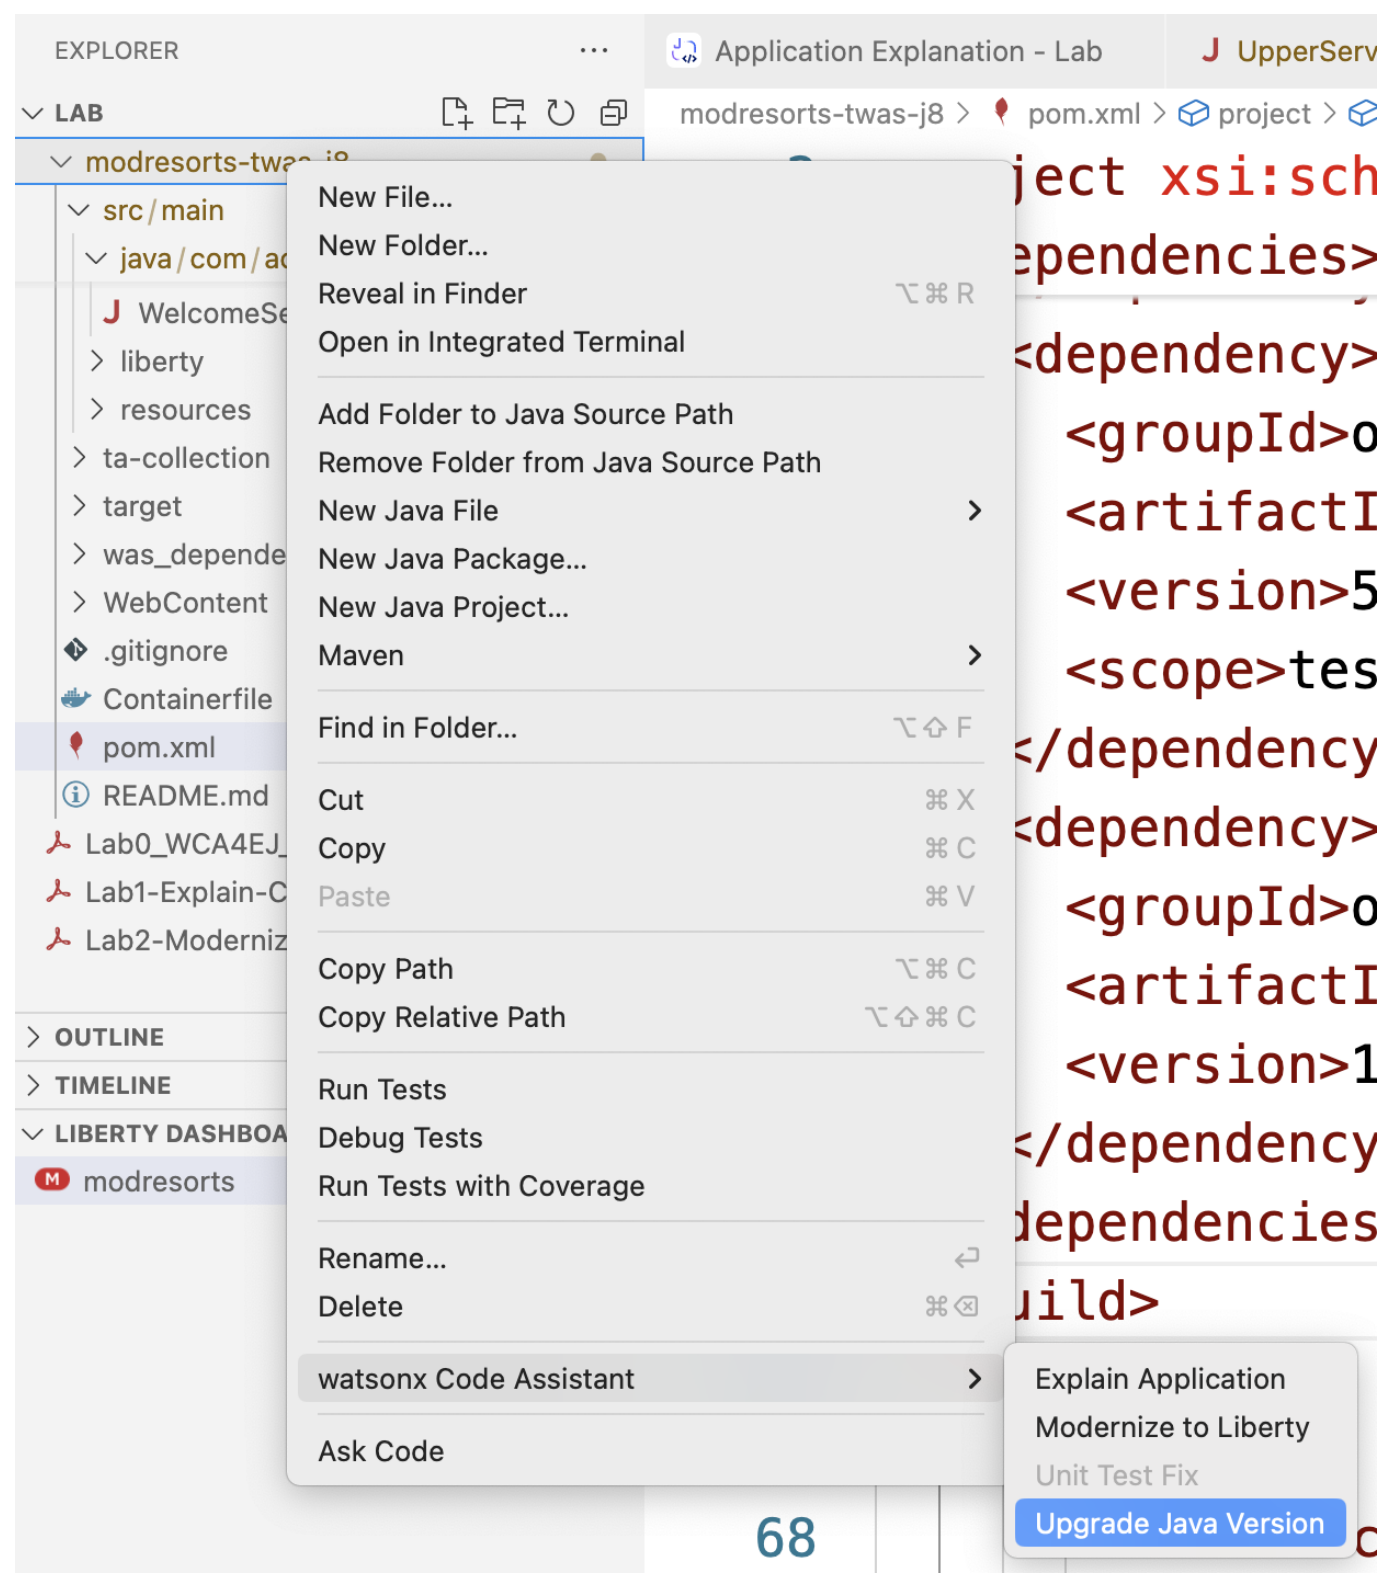 EXPLORER
Application Explanation - Lab
J UpperServ
LAB
modresorts-twas-j8 > pom.xml > project >
modresorts-twas-j8
src/main
java/com/ac
J WelcomeSe
liberty
resources
ta-collection
target
was_depende
WebContent
.gitignore
Containerfile
pom.xml
README.md
Lab0_WCA4EJ_
Lab1-Explain-C
Lab2-Moderniz
OUTLINE
TIMELINE
LIBERTY DASHBOA
M modresorts
New File...
New Folder...
Reveal in Finder ⌥⌘ R
Open in Integrated Terminal
Add Folder to Java Source Path
Remove Folder from Java Source Path
New Java File
New Java Package...
New Java Project...
Maven
Find in Folder... ⌥⇧ F
Cut ⌘ X
Copy ⌘ C
Paste ⌘ V
Copy Path ⌥⌘ C
Copy Relative Path ⌥⇧⌘ C
Run Tests
Debug Tests
Run Tests with Coverage
Rename...
Delete ⌘⌫
watsonx Code Assistant
Ask Code
Explain Application
Modernize to Liberty
Unit Test Fix
Upgrade Java Version
ject xsi:sch
ependencies>
<dependency>
<groupId>o
<artifactI
<version>5
<scope>tes
</dependency
<dependency>
<groupId>o
<artifactI
<version>1
</dependency
dependencies
uild>
68